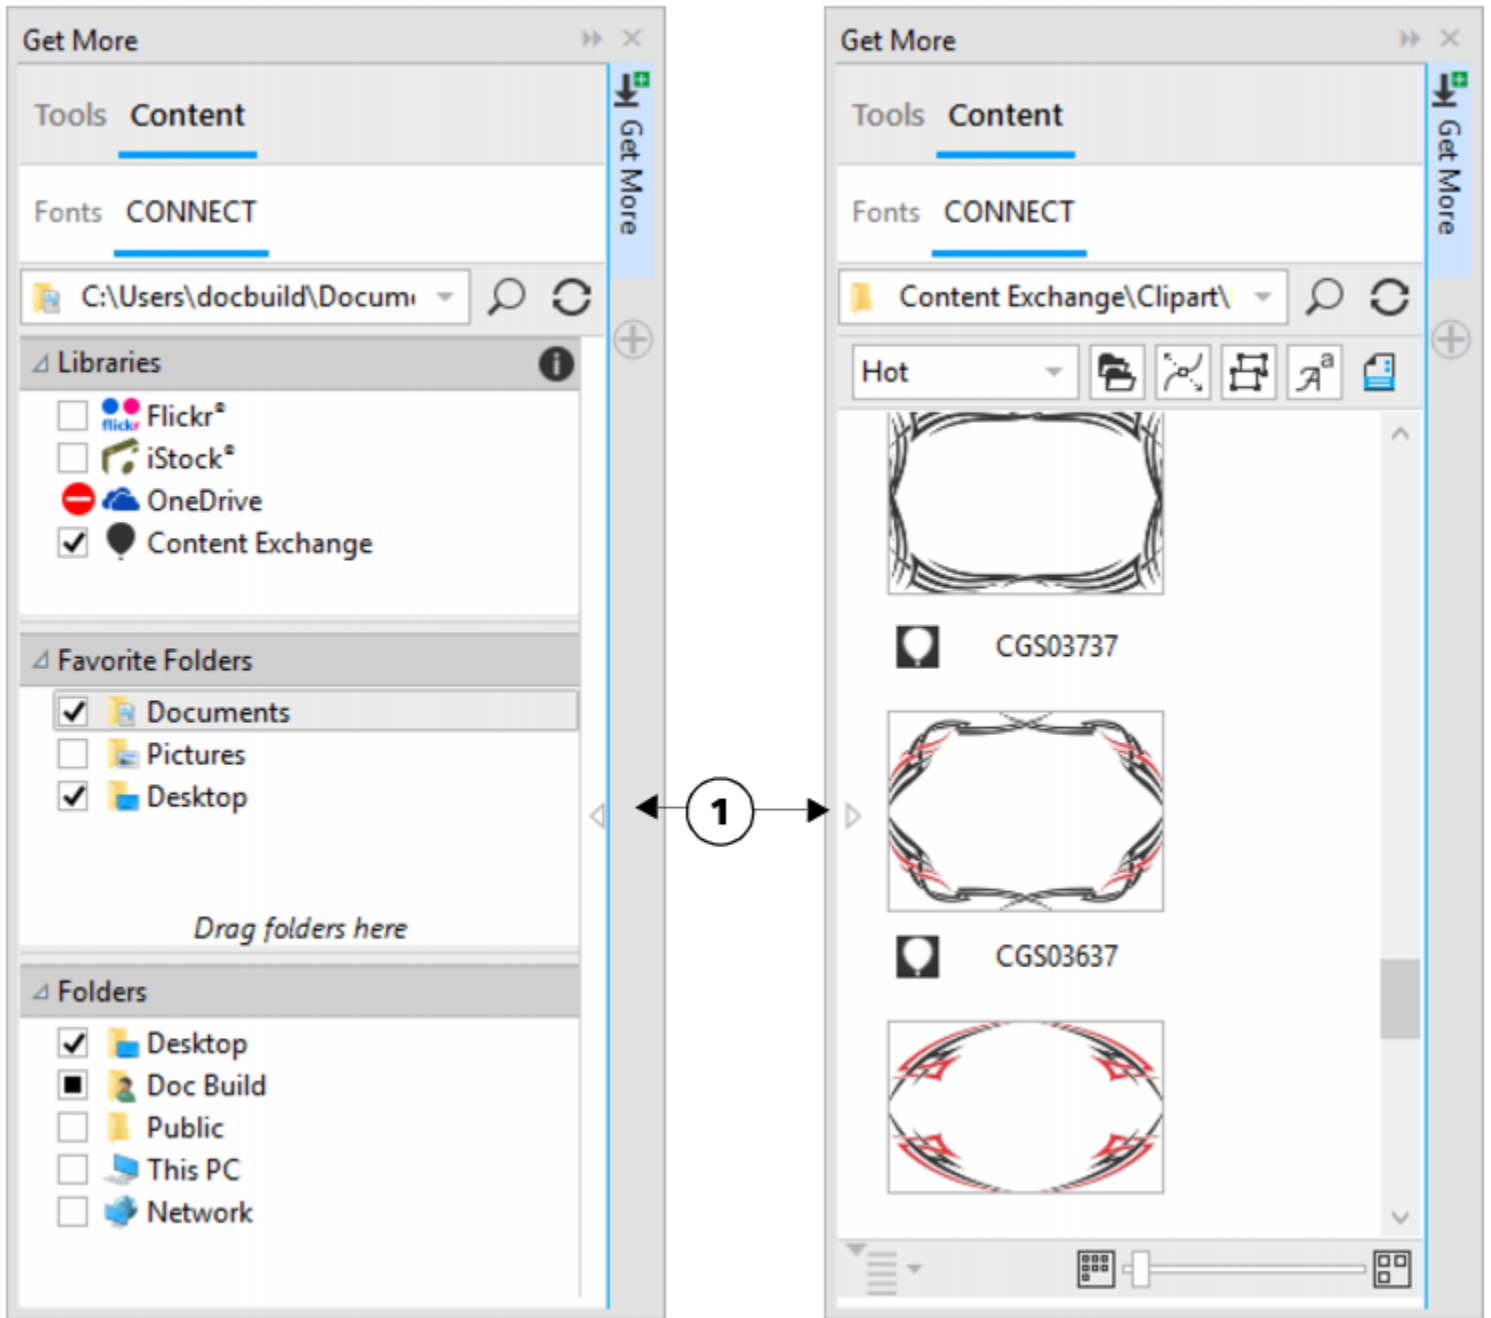 Get More
Tools Content
Fonts CONNECT
C:\Users\docbuild\Docum
Libraries
flickr Flickr®
iStock®
OneDrive
Content Exchange
Favorite Folders
Documents
Pictures
Desktop
Drag folders here
Folders
Desktop
Doc Build
Public
This PC
Network
Get More
1
Get More
Tools Content
Fonts CONNECT
Content Exchange\Clipart\
Hot
CGS03737
CGS03637
Get More